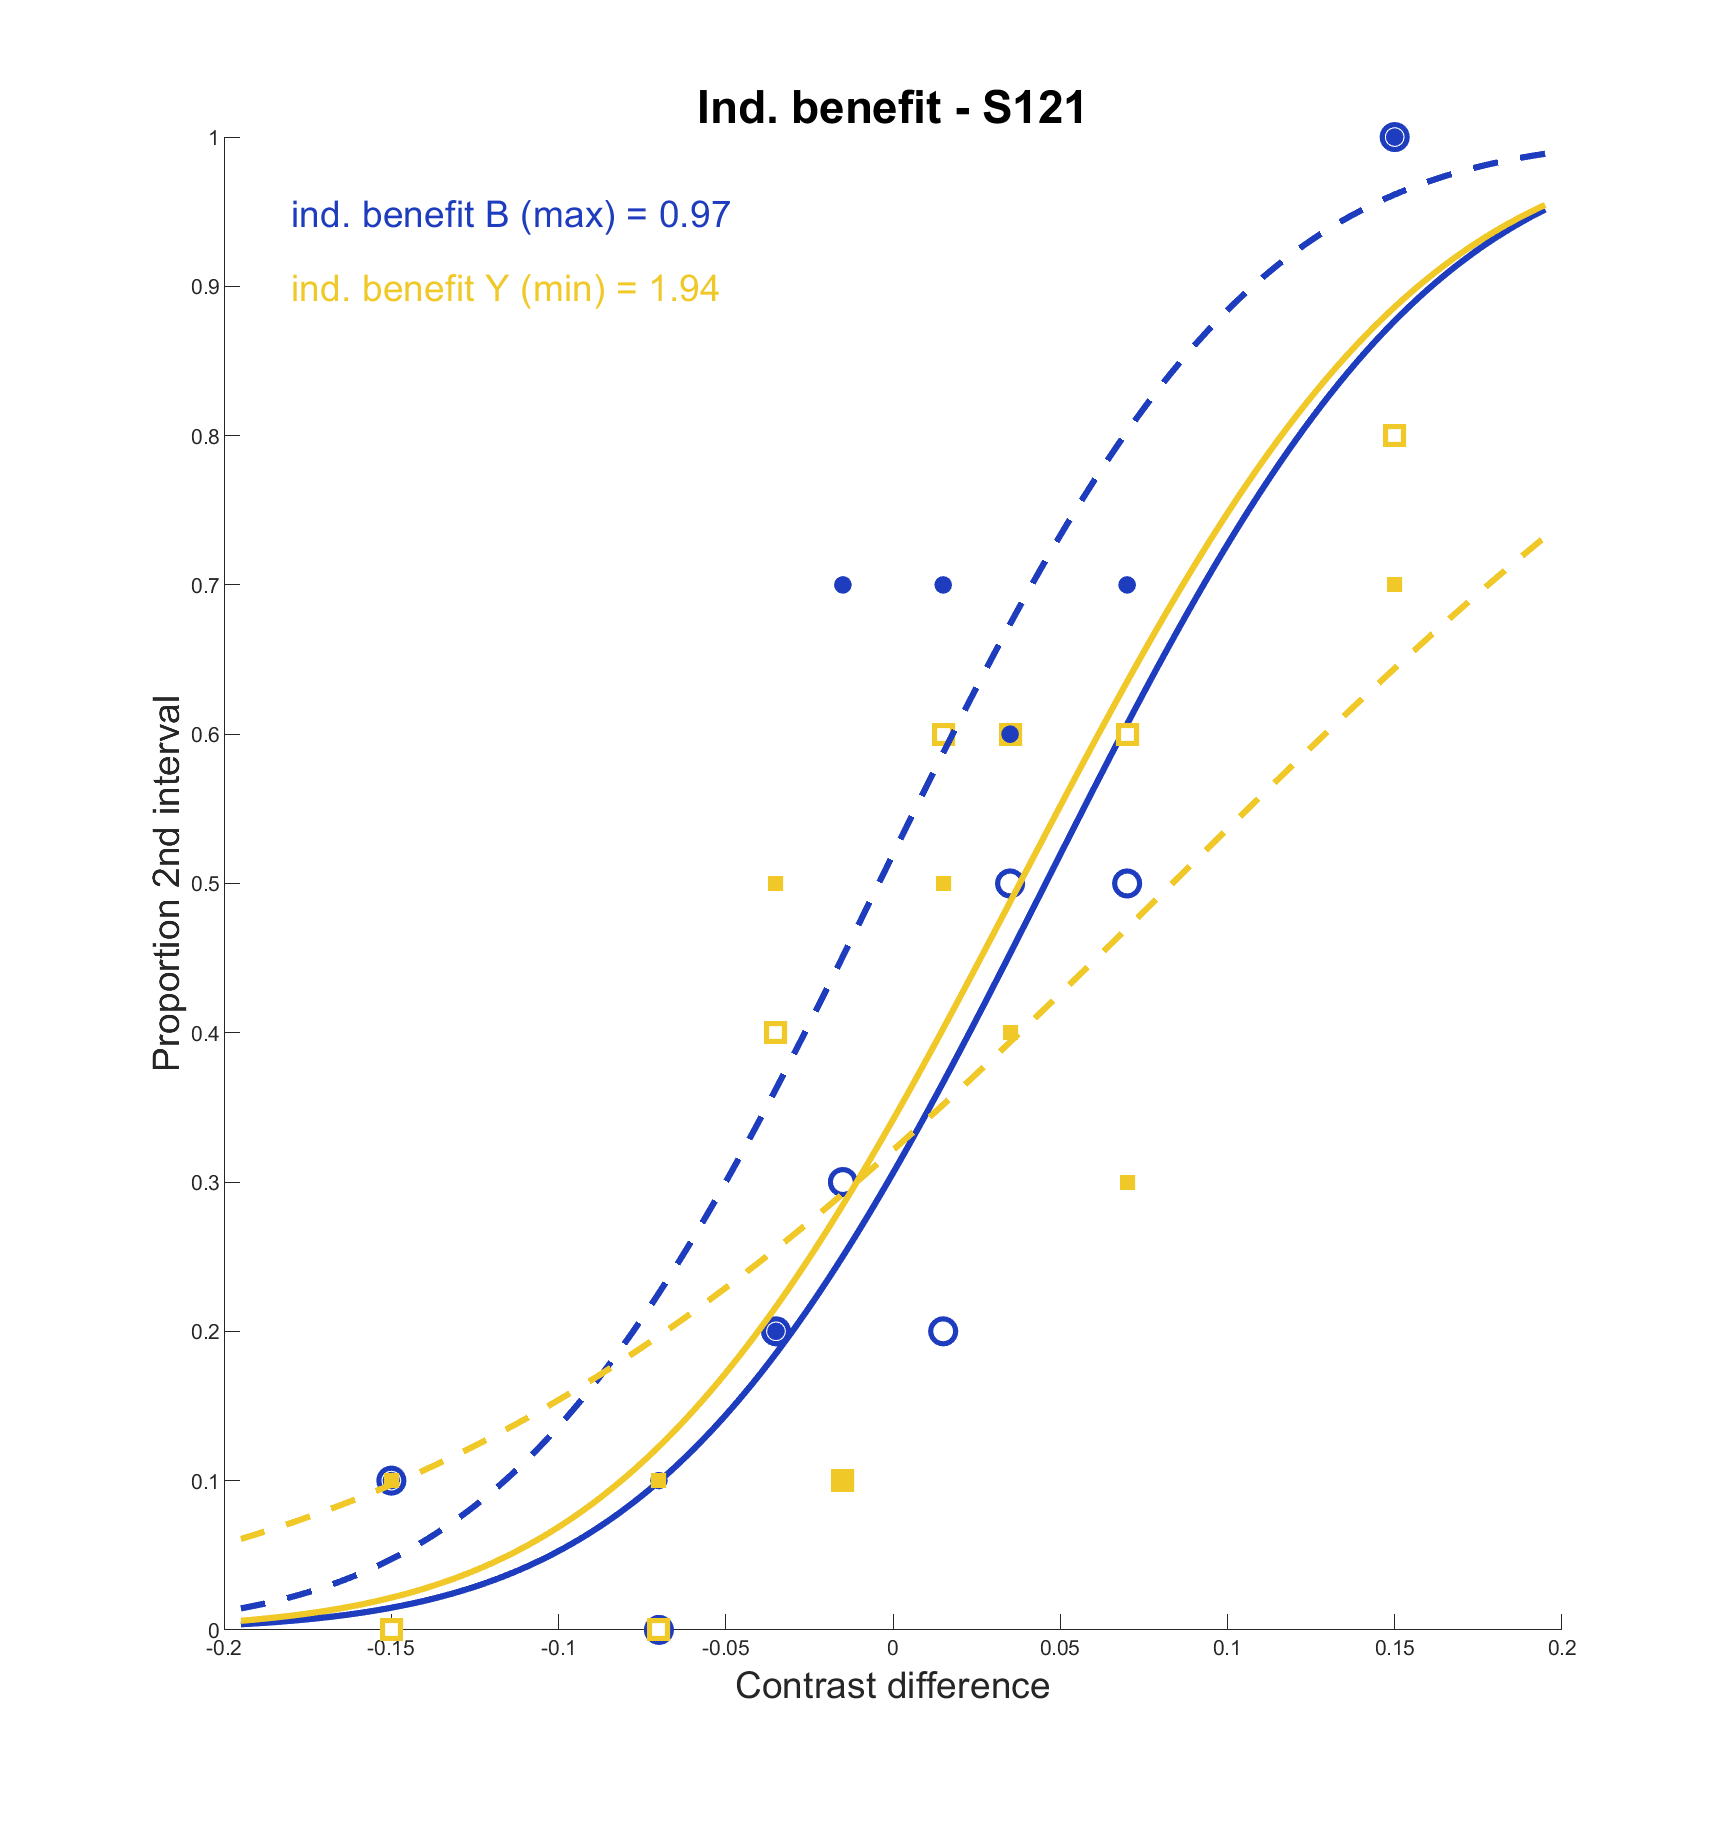 Ind. benefit - S121
ind. benefit B (max) = 0.97
ind. benefit Y (min) = 1.94
Proportion 2nd interval
1
0.9
0.8
0.7
0.6
0.5
0.4
0.3
0.2
0.1
0
-0.2 -0.15 -0.1 -0.05 0 0.05 0.1 0.15 0.2
Contrast difference